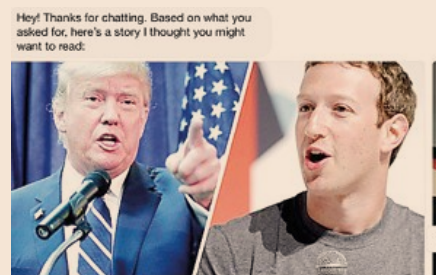 Hey! Thanks for chatting. Based on what you
asked for, here's a story I thought you might
want to read: